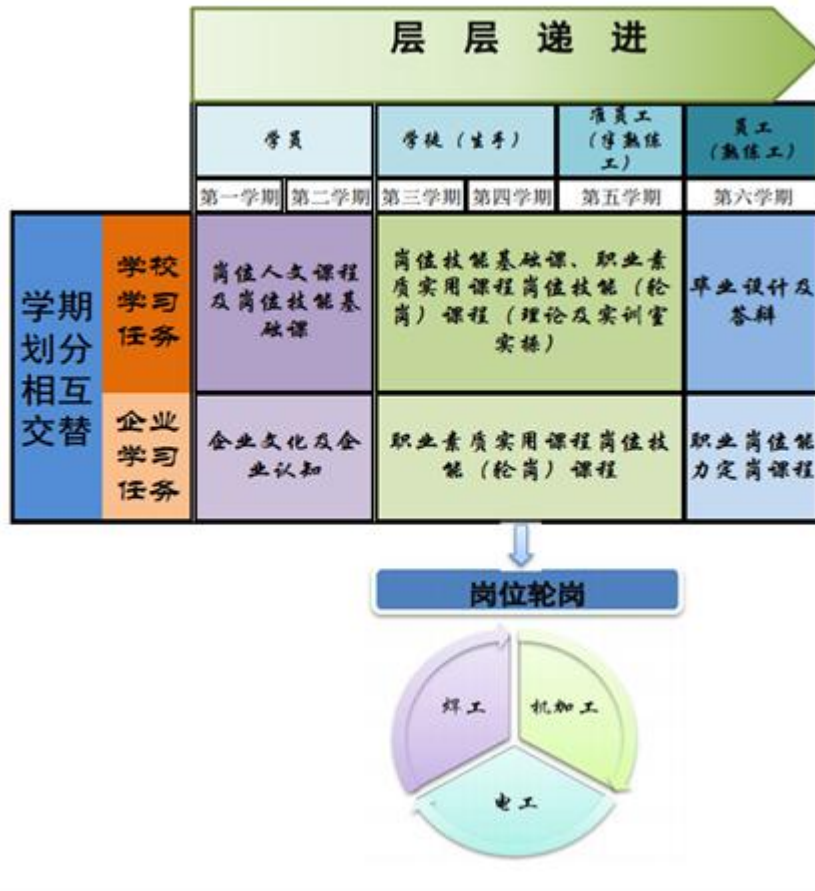 层 层 递 进
学员
学徒（生手）
准员工
（半熟练
工）
员工
（熟练工）
第一学期
第二学期
第三学期
第四学期
第五学期
第六学期
学期
划分
相互
交替
学校
学习
任务
岗位人文课程
及岗位技能基
础课
岗位技能基础课、职业素
质实用课程岗位技能（轮
岗）课程（理论及实训室
实操）
毕业设计及
答辩
企业
学习
任务
企业文化及企
业认知
职业素质实用课程岗位技
能（轮岗）课程
职业岗位能
力定岗课程
岗位轮岗
焊工
机加工
电工